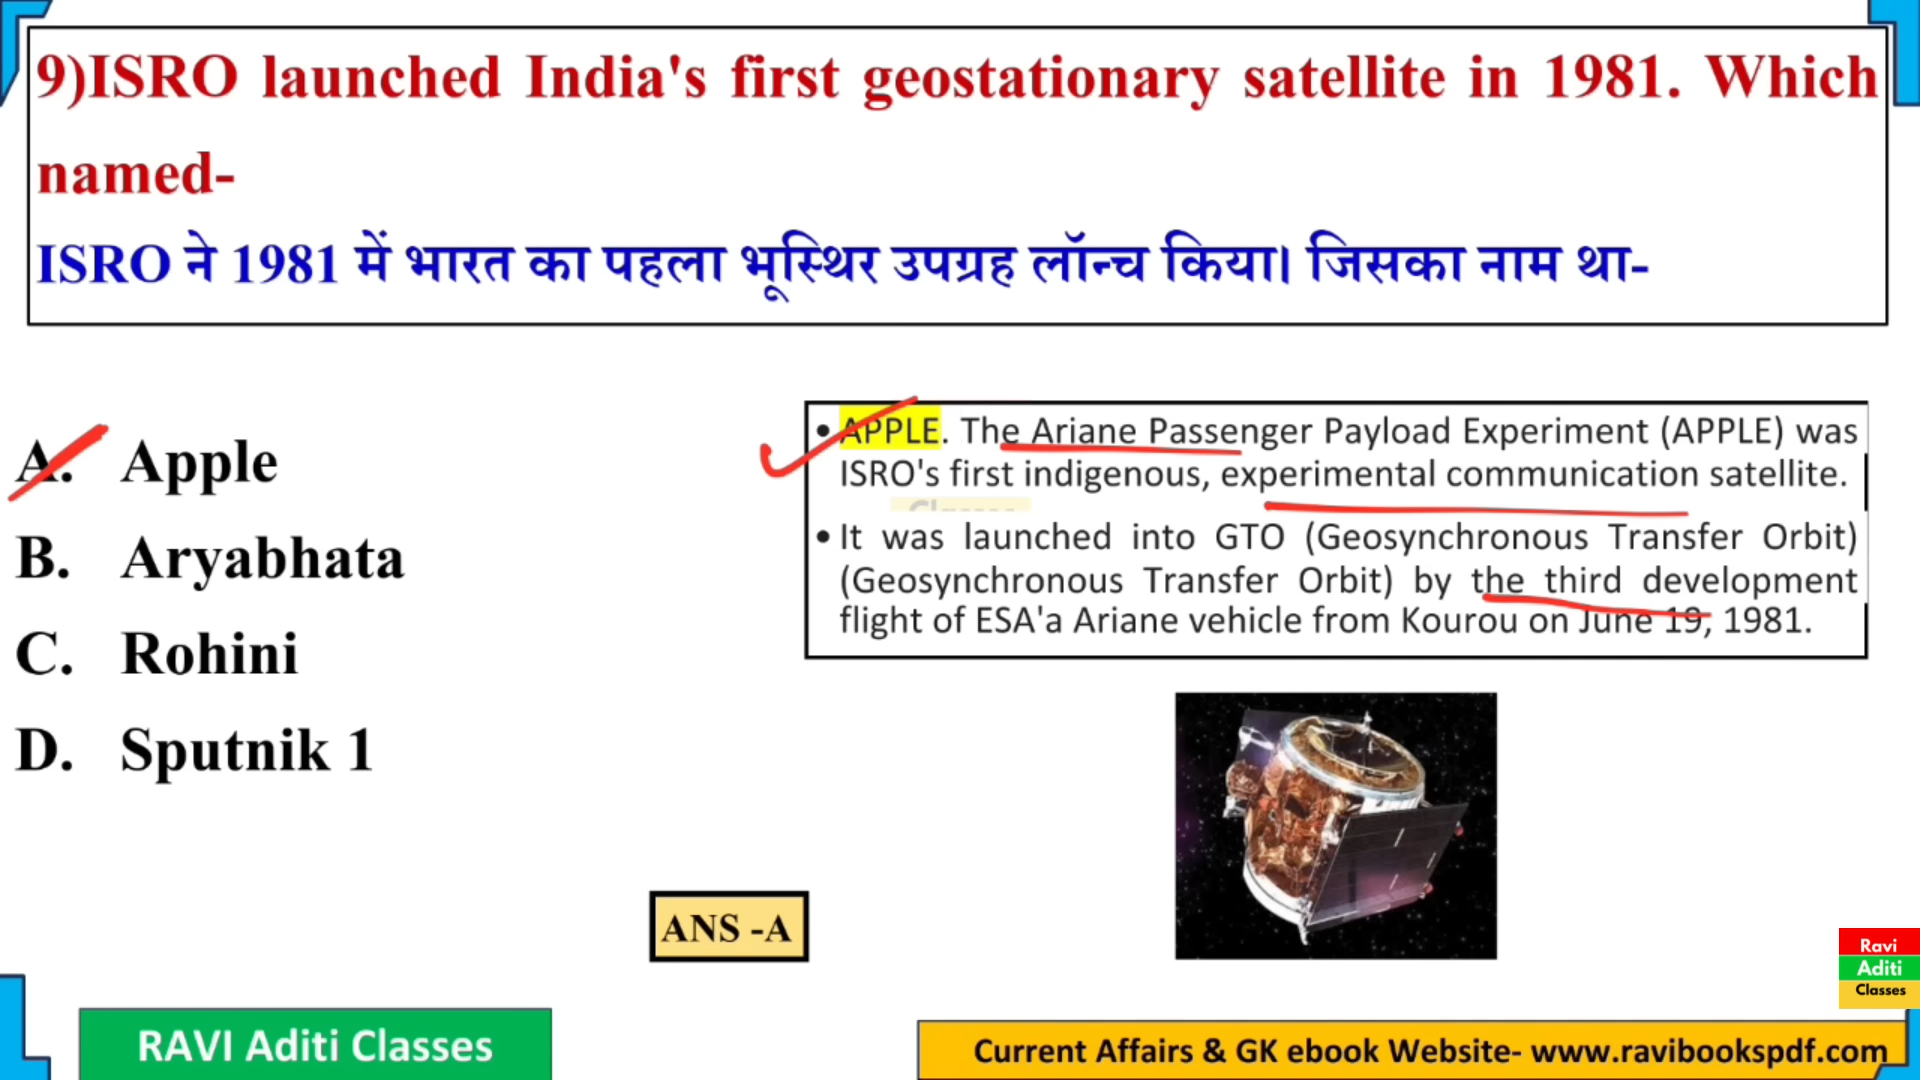 9)ISRO launched India's first geostationary satellite in 1981. Which
named-
ISRO ने 1981 में भारत का पहला भूस्थिर उपग्रह लॉन्च किया। जिसका नाम था-
A. Apple
B. Aryabhata
C. Rohini
D. Sputnik 1
• APPLE. The Ariane Passenger Payload Experiment (APPLE) was
ISRO's first indigenous, experimental communication satellite.
• It was launched into GTO (Geosynchronous Transfer Orbit)
(Geosynchronous Transfer Orbit) by the third development
flight of ESA'a Ariane vehicle from Kourou on June 19, 1981.
ANS -A
Ravi
Aditi
Classes
RAVI Aditi Classes
Current Affairs & GK ebook Website- www.ravibookspdf.com